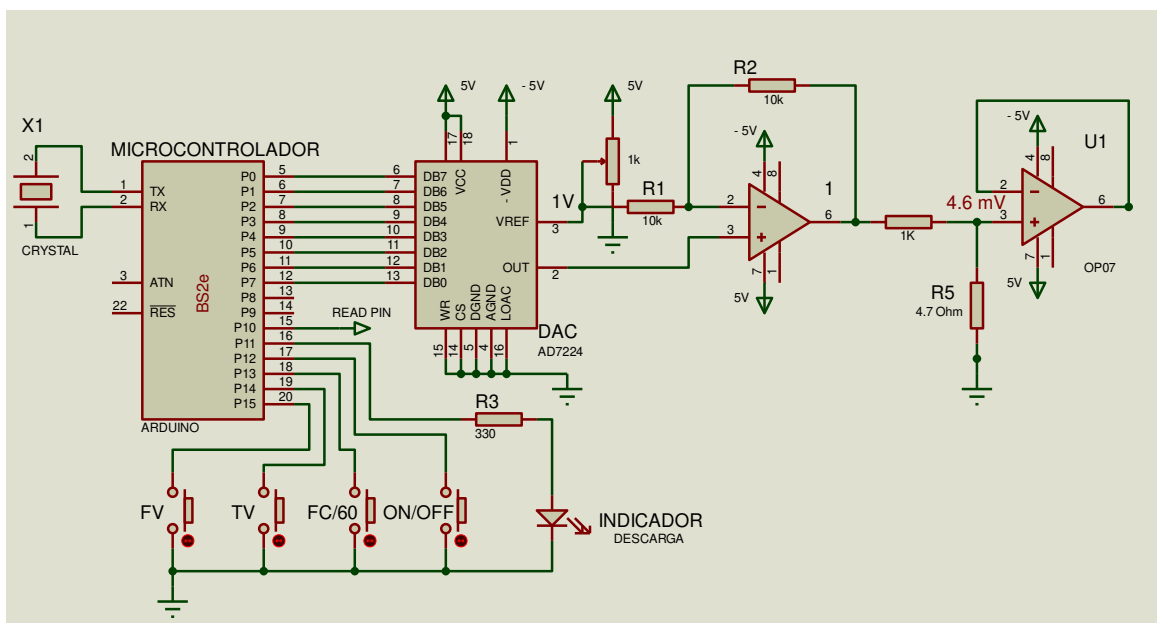 X1
2
1
CRYSTAL
MICROCONTROLADOR
1 TX
2 RX
3 ATN
22 RES
BS2e
P0 5
P1 6
P2 7
P3 8
P4 9
P5 10
P6 11
P7 12
P8 13
P9 14
P10 15
P11 16
P12 17
P13 18
P14 19
P15 20
ARDUINO
READ PIN
5V
- 5V
17
18
1
VCC
- VDD
6 DB7
7 DB6
8 DB5
9 DB4
10 DB3
11 DB2
12 DB1
13 DB0
VREF 3
OUT 2
WR
CS
DGND
AGND
LOAC
15
14
5
4
16
DAC
AD7224
5V
1k
1V
R1
10k
R2
10k
- 5V
4
8
2
3
6
1
7
1
5V
1K
4.6 mV
- 5V
4
8
U1
2
3
6
7
1
5V
OP07
R5
4.7 Ohm
R3
330
FV
TV
FC/60
ON/OFF
INDICADOR
DESCARGA